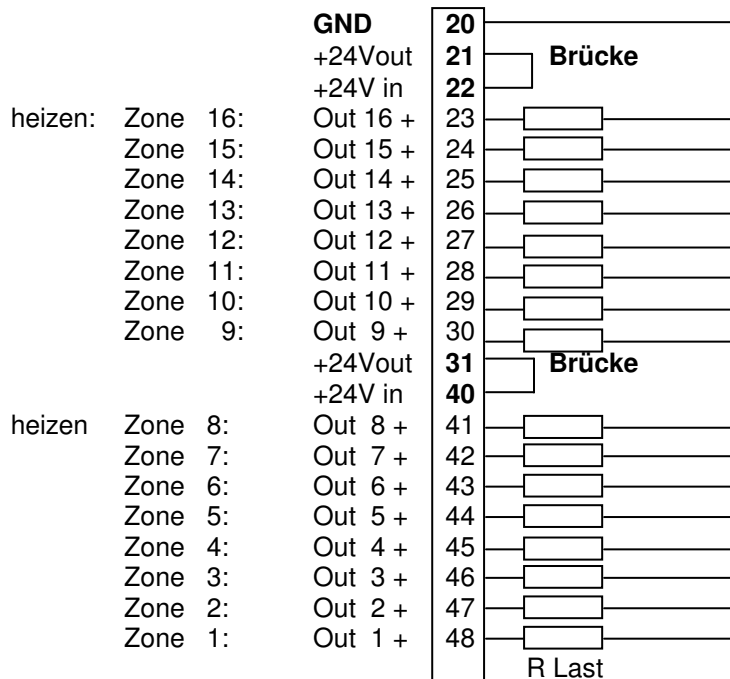 GND 20
+24Vout 21 Brücke
+24V in 22
heizen: Zone 16: Out 16 + 23
Zone 15: Out 15 + 24
Zone 14: Out 14 + 25
Zone 13: Out 13 + 26
Zone 12: Out 12 + 27
Zone 11: Out 11 + 28
Zone 10: Out 10 + 29
Zone 9: Out 9 + 30
+24Vout 31 Brücke
+24V in 40
heizen Zone 8: Out 8 + 41
Zone 7: Out 7 + 42
Zone 6: Out 6 + 43
Zone 5: Out 5 + 44
Zone 4: Out 4 + 45
Zone 3: Out 3 + 46
Zone 2: Out 2 + 47
Zone 1: Out 1 + 48
R Last